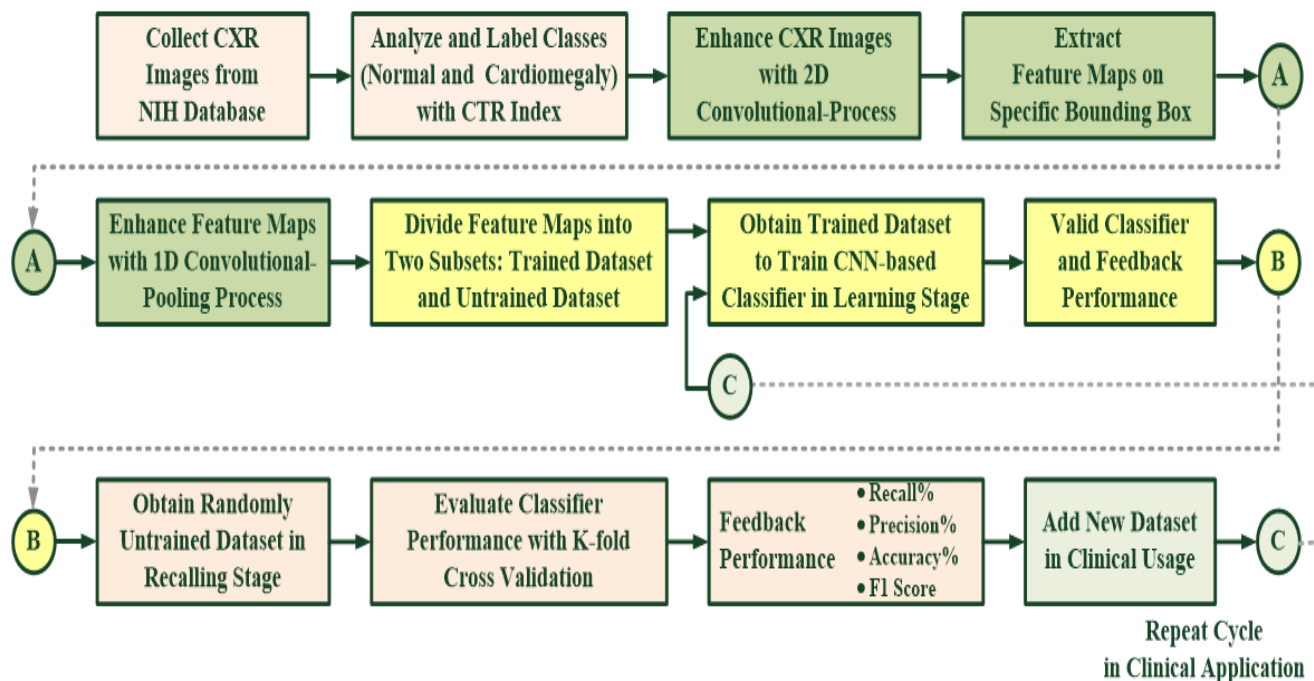 Collect CXR
Images from
NIH Database
Analyze and Label Classes
(Normal and Cardiomegaly)
with CTR Index
Enhance CXR Images
with 2D
Convolutional-Process
Extract
Feature Maps on
Specific Bounding Box
A
A
Enhance Feature Maps
with 1D Convolutional-
Pooling Process
Divide Feature Maps into
Two Subsets: Trained Dataset
and Untrained Dataset
Obtain Trained Dataset
to Train CNN-based
Classifier in Learning Stage
Valid Classifier
and Feedback
Performance
B
C
B
Obtain Randomly
Untrained Dataset in
Recalling Stage
Evaluate Classifier
Performance with K-fold
Cross Validation
Feedback
Performance
• Recall%
• Precision%
• Accuracy%
• F1 Score
Add New Dataset
in Clinical Usage
C
Repeat Cycle
in Clinical Application